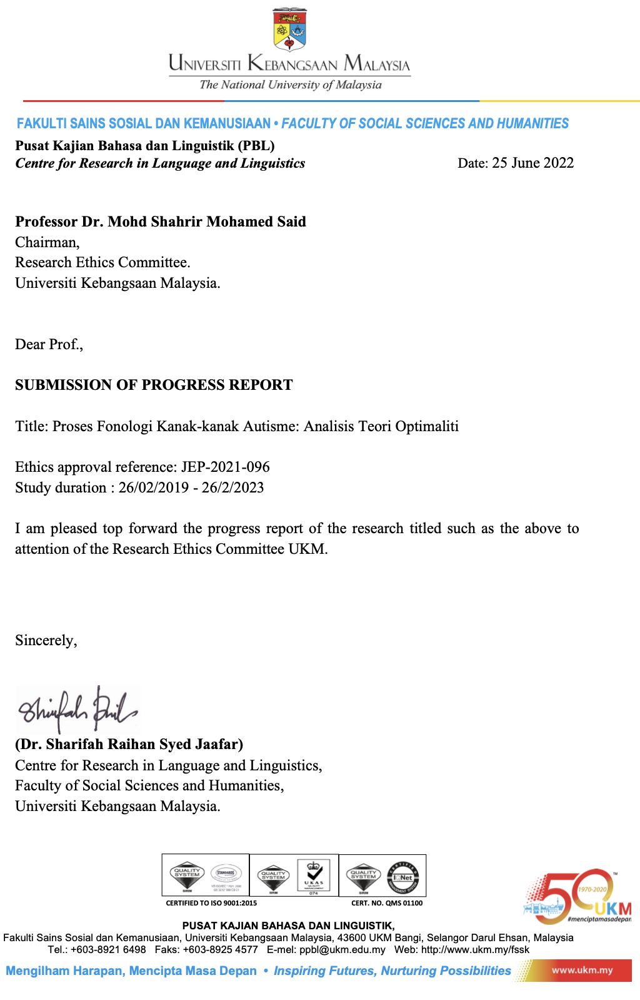 UNIVERSITI KEBANGSAAN MALAYSIA
The National University of Malaysia
FAKULTI SAINS SOSIAL DAN KEMANUSIAAN • FACULTY OF SOCIAL SCIENCES AND HUMANITIES
Pusat Kajian Bahasa dan Linguistik (PBL)
Centre for Research in Language and Linguistics
Date: 25 June 2022
Professor Dr. Mohd Shahrir Mohamed Said
Chairman,
Research Ethics Committee.
Universiti Kebangsaan Malaysia.
Dear Prof.,
SUBMISSION OF PROGRESS REPORT
Title: Proses Fonologi Kanak-kanak Autisme: Analisis Teori Optimaliti
Ethics approval reference: JEP-2021-096
Study duration : 26/02/2019 - 26/2/2023
I am pleased top forward the progress report of the research titled such as the above to
attention of the Research Ethics Committee UKM.
Sincerely,
(Dr. Sharifah Raihan Syed Jaafar)
Centre for Research in Language and Linguistics,
Faculty of Social Sciences and Humanities,
Universiti Kebangsaan Malaysia.
QUALITY SYSTEM
SIRIM
STANDARDS
QUALITY SYSTEM
SIRIM
UKAS
QUALITY MANAGEMENT
074
QUALITY SYSTEM
SIRIM
CERTIFIED
IQNet
MANAGEMENT SYSTEM
CERTIFIED TO ISO 9001:2015
CERT. NO. QMS 01100
50 TM
1970-2020
UKM
#menciptamasadepan
PUSAT KAJIAN BAHASA DAN LINGUISTIK,
Fakulti Sains Sosial dan Kemanusiaan, Universiti Kebangsaan Malaysia, 43600 UKM Bangi, Selangor Darul Ehsan, Malaysia
Tel.: +603-8921 6498 Faks: +603-8925 4577 E-mel: ppbl@ukm.edu.my Web: http://www.ukm.my/fssk
Mengilham Harapan, Mencipta Masa Depan • Inspiring Futures, Nurturing Possibilities
www.ukm.my